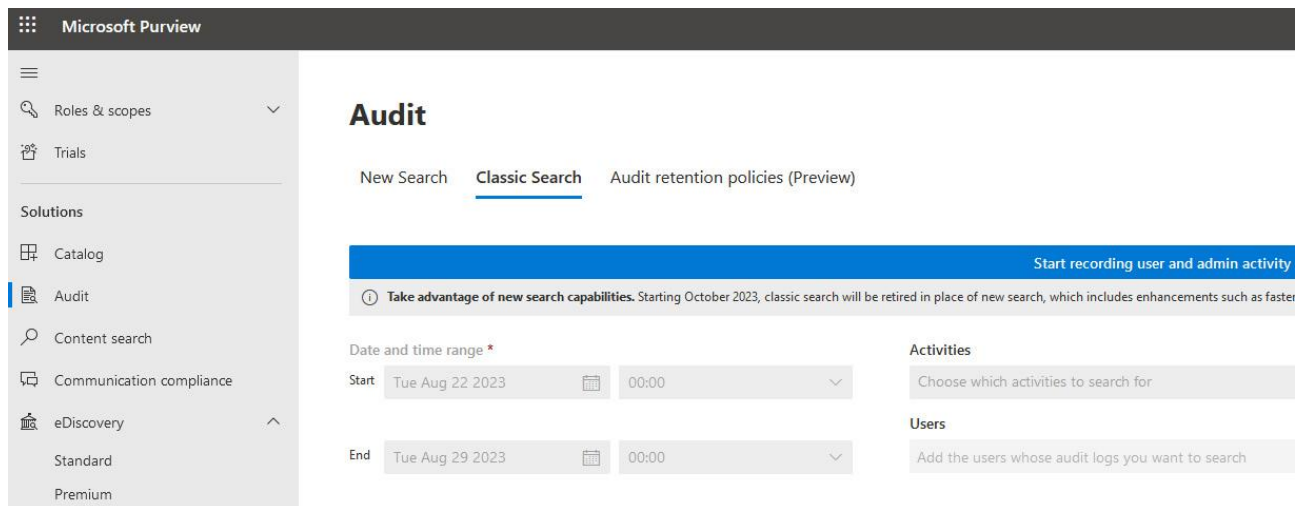 Microsoft Purview
Roles & scopes
Trials
Solutions
Catalog
Audit
Content search
Communication compliance
eDiscovery
Standard
Premium
Audit
New Search Classic Search Audit retention policies (Preview)
Start recording user and admin activity
Take advantage of new search capabilities. Starting October 2023, classic search will be retired in place of new search, which includes enhancements such as faster
Date and time range *
Start Tue Aug 22 2023 00:00
End Tue Aug 29 2023 00:00
Activities
Choose which activities to search for
Users
Add the users whose audit logs you want to search